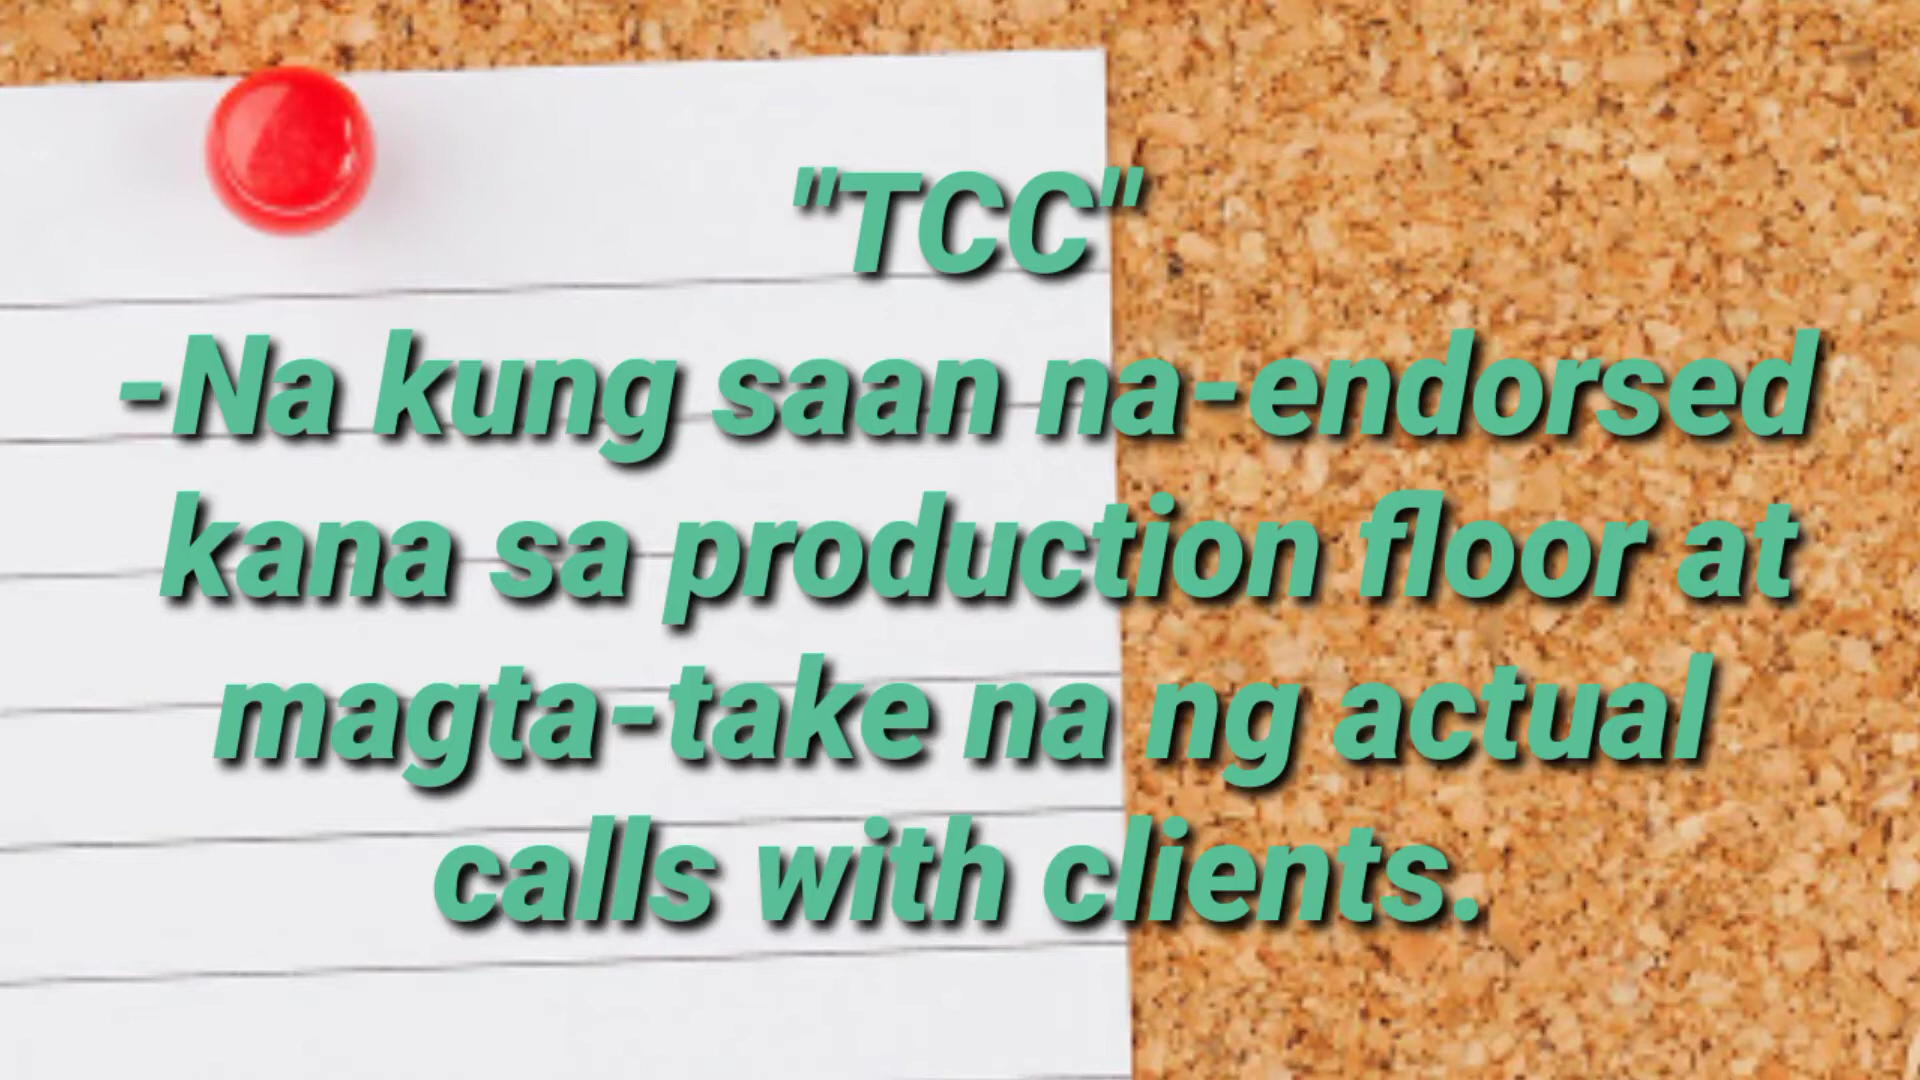 "TCC"
-Na kung saan na-endorsed
kana sa production floor at
magta-take na ng actual
calls with clients.